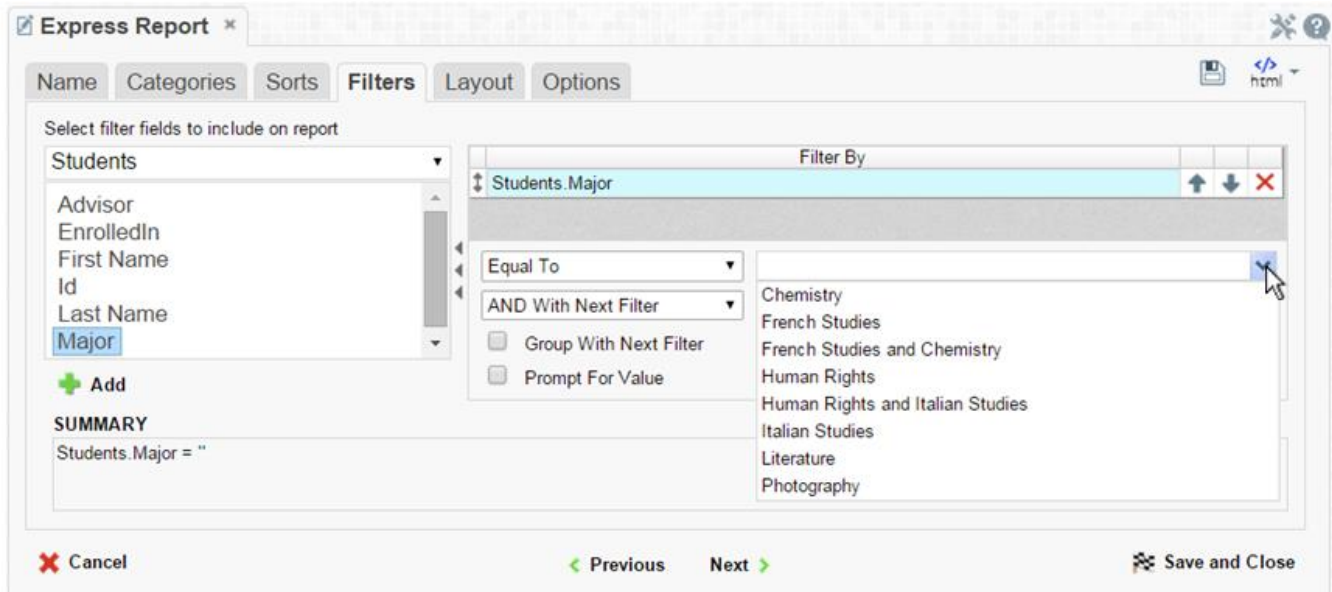 Express Report
Name Categories Sorts Filters Layout Options
</> html
Select filter fields to include on report
Students
Advisor
EnrolledIn
First Name
Id
Last Name
Major
Add
Filter By
Students.Major
Equal To
AND With Next Filter
Group With Next Filter
Prompt For Value
Chemistry
French Studies
French Studies and Chemistry
Human Rights
Human Rights and Italian Studies
Italian Studies
Literature
Photography
SUMMARY
Students.Major = ''
Cancel
Previous Next
Save and Close